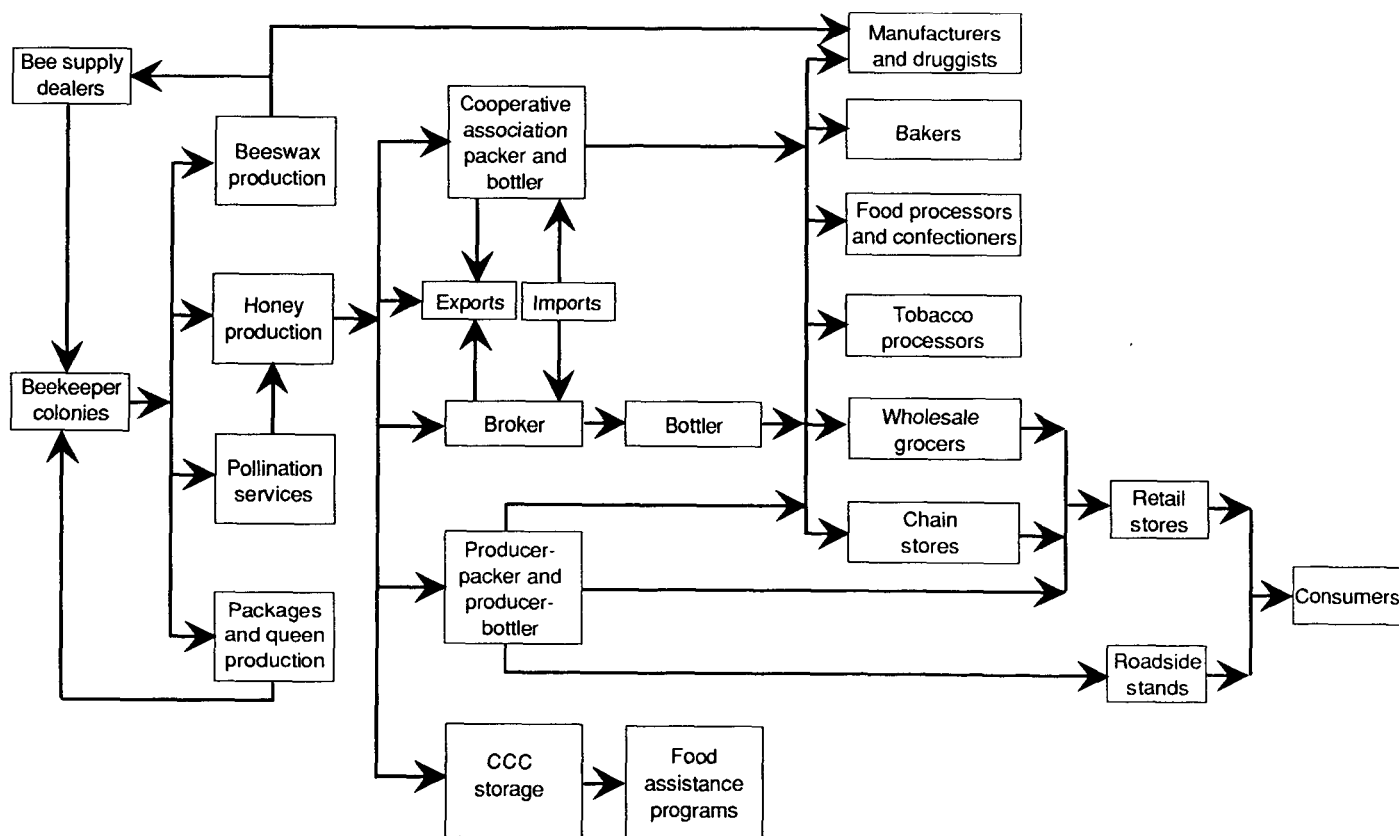 Manufacturers
and druggists
Bee supply
dealers
Cooperative
association
packer and
bottler
Bakers
Beeswax
production
Food processors
and confectioners
Honey
production
Exports
Imports
Tobacco
processors
Beekeeper
colonies
Broker
Bottler
Wholesale
grocers
Pollination
services
Retail
stores
Chain
stores
Producer-
packer and
producer-
bottler
Consumers
Packages
and queen
production
Roadside
stands
CCC
storage
Food
assistance
programs